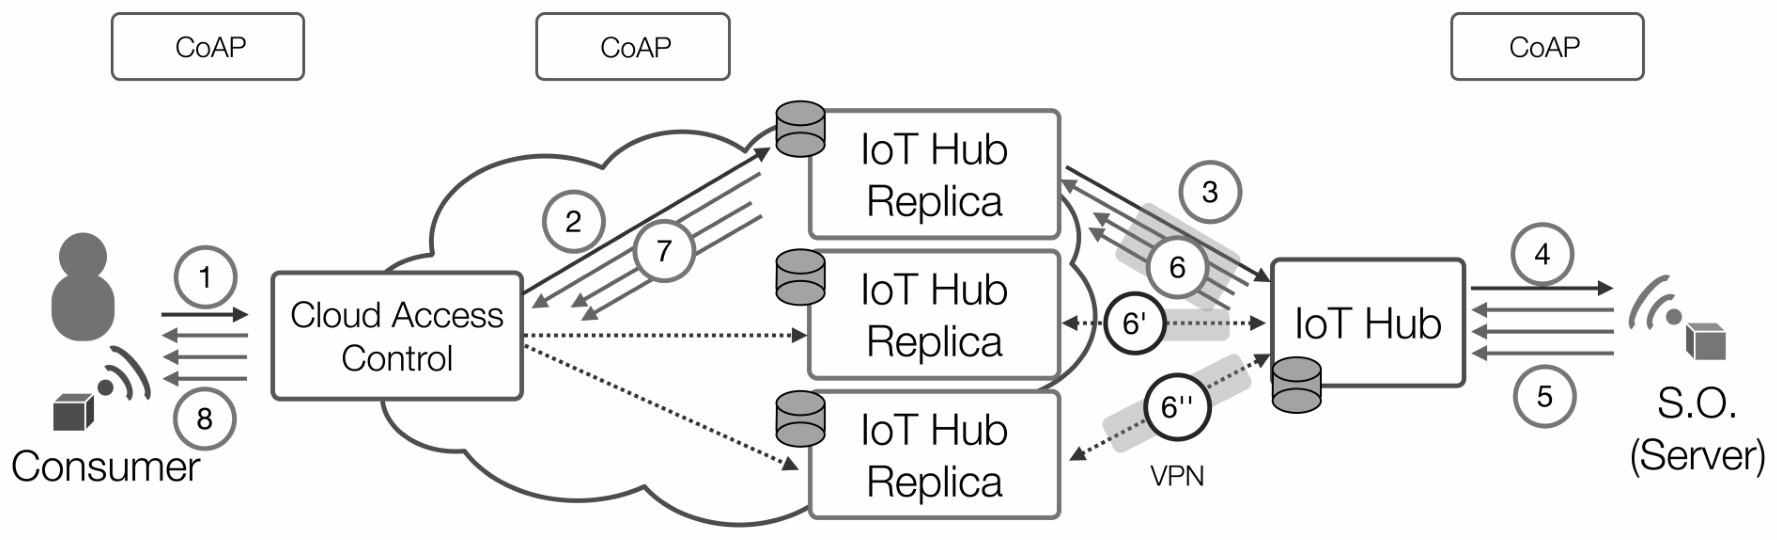 CoAP
CoAP
CoAP
IoT Hub
Replica
3
2
7
6
4
1
Cloud Access
Control
IoT Hub
Replica
6'
IoT Hub
5
8
6''
IoT Hub
Replica
VPN
S.O.
(Server)
Consumer